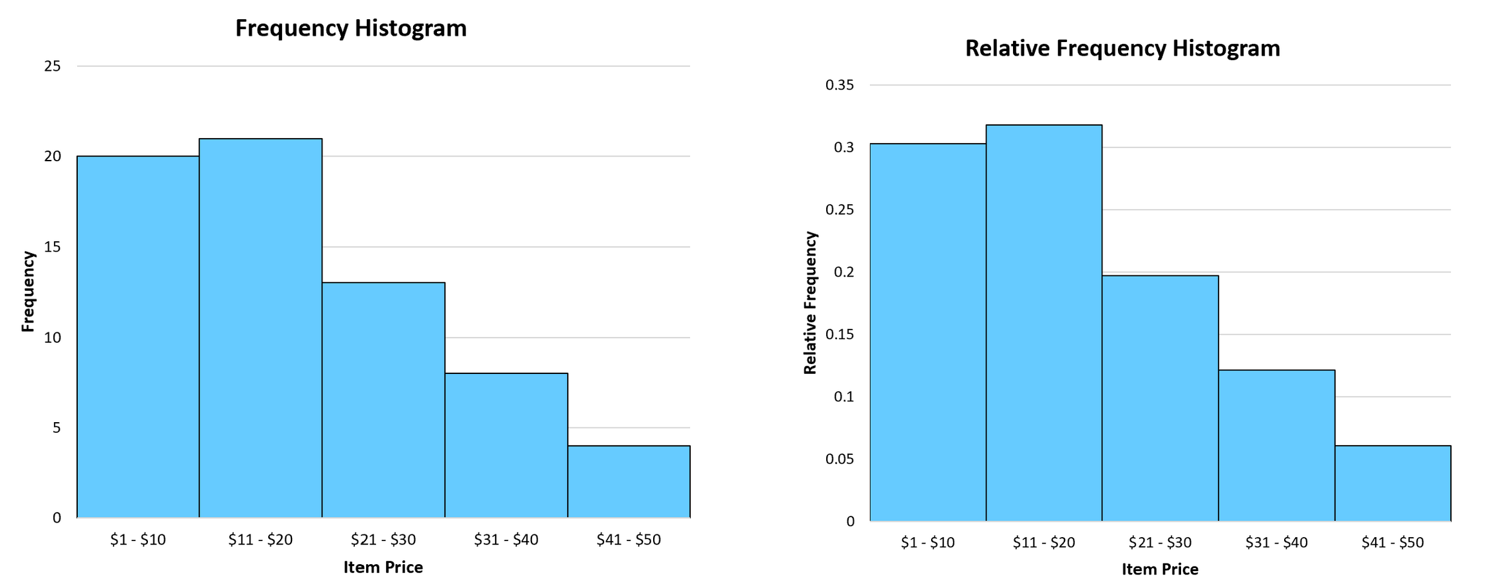 Frequency Histogram
25
20
15
10
5
0
Frequency
$1 - $10 $11 - $20 $21 - $30 $31 - $40 $41 - $50
Item Price
Relative Frequency Histogram
0.35
0.3
0.25
0.2
0.15
0.1
0.05
0
Relative Frequency
$1 - $10 $11 - $20 $21 - $30 $31 - $40 $41 - $50
Item Price